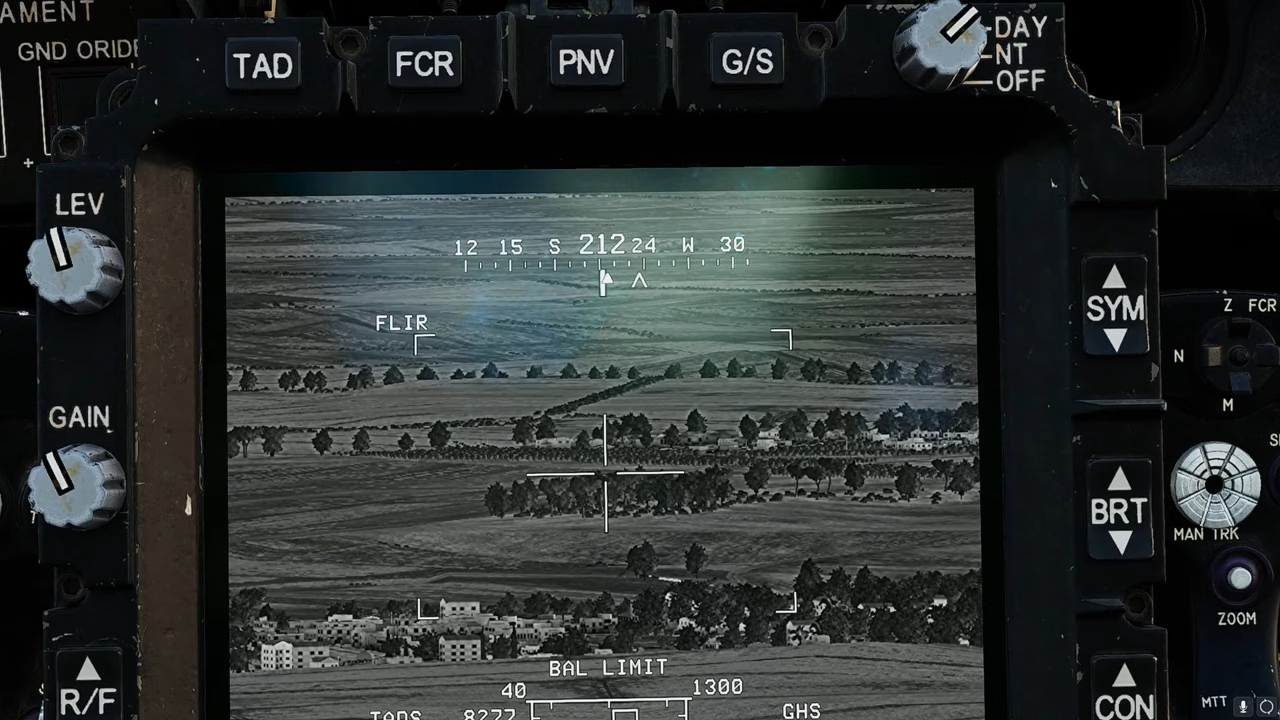 AMENT
GND ORIDE
TAD
FCR
PNV
G/S
DAY
NT
OFF
+
LEV
12 15 S 212 24 W 30
FLIR
SYM
Z FCR
N
M
GAIN
BRT
MAN TRK
ZOOM
BAL LIMIT
40 1300
TADS 8277 GHS
R/F
CON
MTT